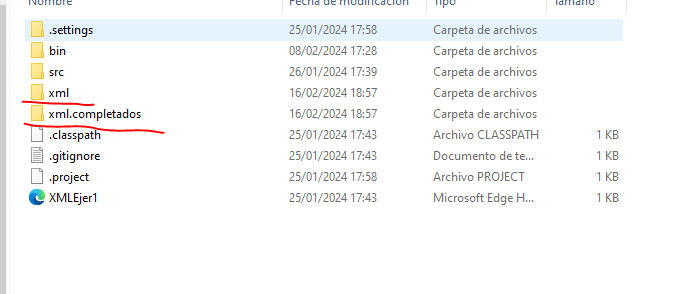 Nombre Fecha de modificación Tipo Tamaño
.settings 25/01/2024 17:58 Carpeta de archivos
bin 08/02/2024 17:28 Carpeta de archivos
src 26/01/2024 17:39 Carpeta de archivos
xml 16/02/2024 18:57 Carpeta de archivos
xml.completados 16/02/2024 18:57 Carpeta de archivos
.classpath 25/01/2024 17:43 Archivo CLASSPATH 1 KB
.gitignore 25/01/2024 17:43 Documento de te... 1 KB
.project 25/01/2024 17:58 Archivo PROJECT 1 KB
XMLEjer1 25/01/2024 17:43 Microsoft Edge H... 1 KB